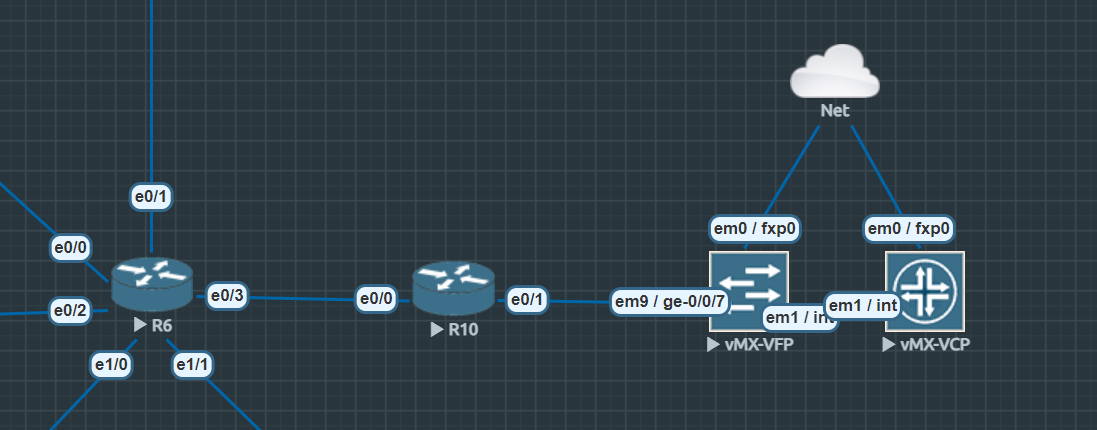 Net
e0/1
em0 / fxp0
em0 / fxp0
e0/0
e0/3
e0/0
e0/1
em9 / ge-0/0/7
em1 / int
em1 / int
e0/2
R6
R10
vMX-VFP
vMX-VCP
e1/0
e1/1